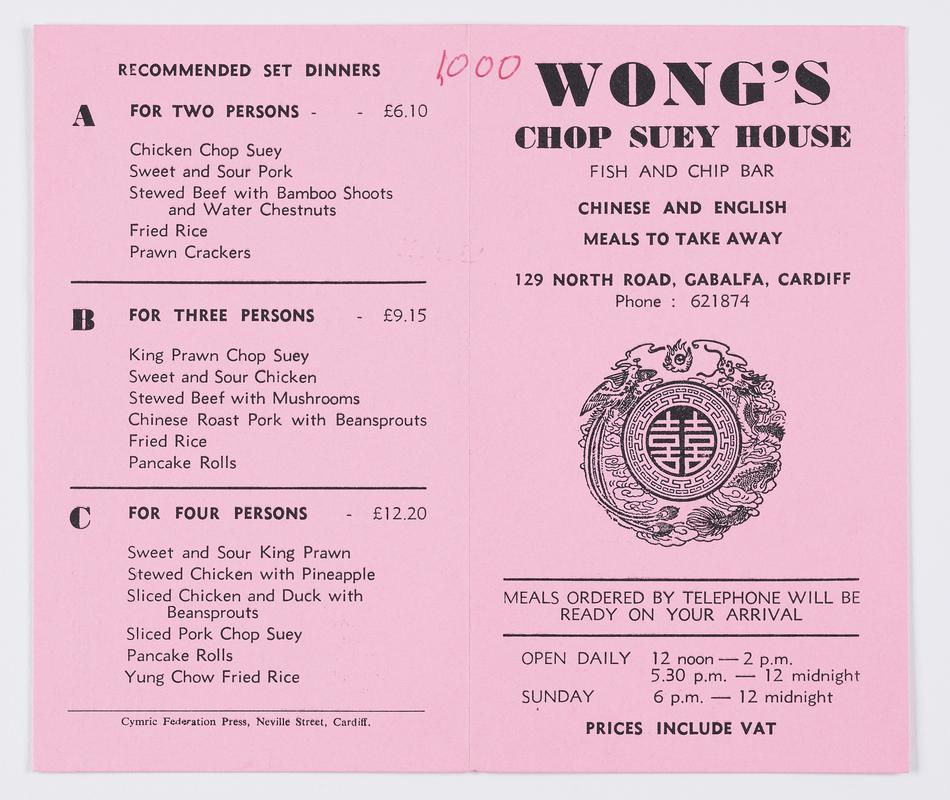 RECOMMENDED SET DINNERS
A FOR TWO PERSONS - - £6.10
Chicken Chop Suey
Sweet and Sour Pork
Stewed Beef with Bamboo Shoots
and Water Chestnuts
Fried Rice
Prawn Crackers
B FOR THREE PERSONS - £9.15
King Prawn Chop Suey
Sweet and Sour Chicken
Stewed Beef with Mushrooms
Chinese Roast Pork with Beansprouts
Fried Rice
Pancake Rolls
C FOR FOUR PERSONS - £12.20
Sweet and Sour King Prawn
Stewed Chicken with Pineapple
Sliced Chicken and Duck with
Beansprouts
Sliced Pork Chop Suey
Pancake Rolls
Yung Chow Fried Rice
Cymric Federation Press, Neville Street, Cardiff.
1000
WONG'S
CHOP SUEY HOUSE
FISH AND CHIP BAR
CHINESE AND ENGLISH
MEALS TO TAKE AWAY
129 NORTH ROAD, GABALFA, CARDIFF
Phone : 621874
囍
MEALS ORDERED BY TELEPHONE WILL BE
READY ON YOUR ARRIVAL
OPEN DAILY 12 noon — 2 p.m.
5.30 p.m. — 12 midnight
SUNDAY 6 p.m. — 12 midnight
PRICES INCLUDE VAT